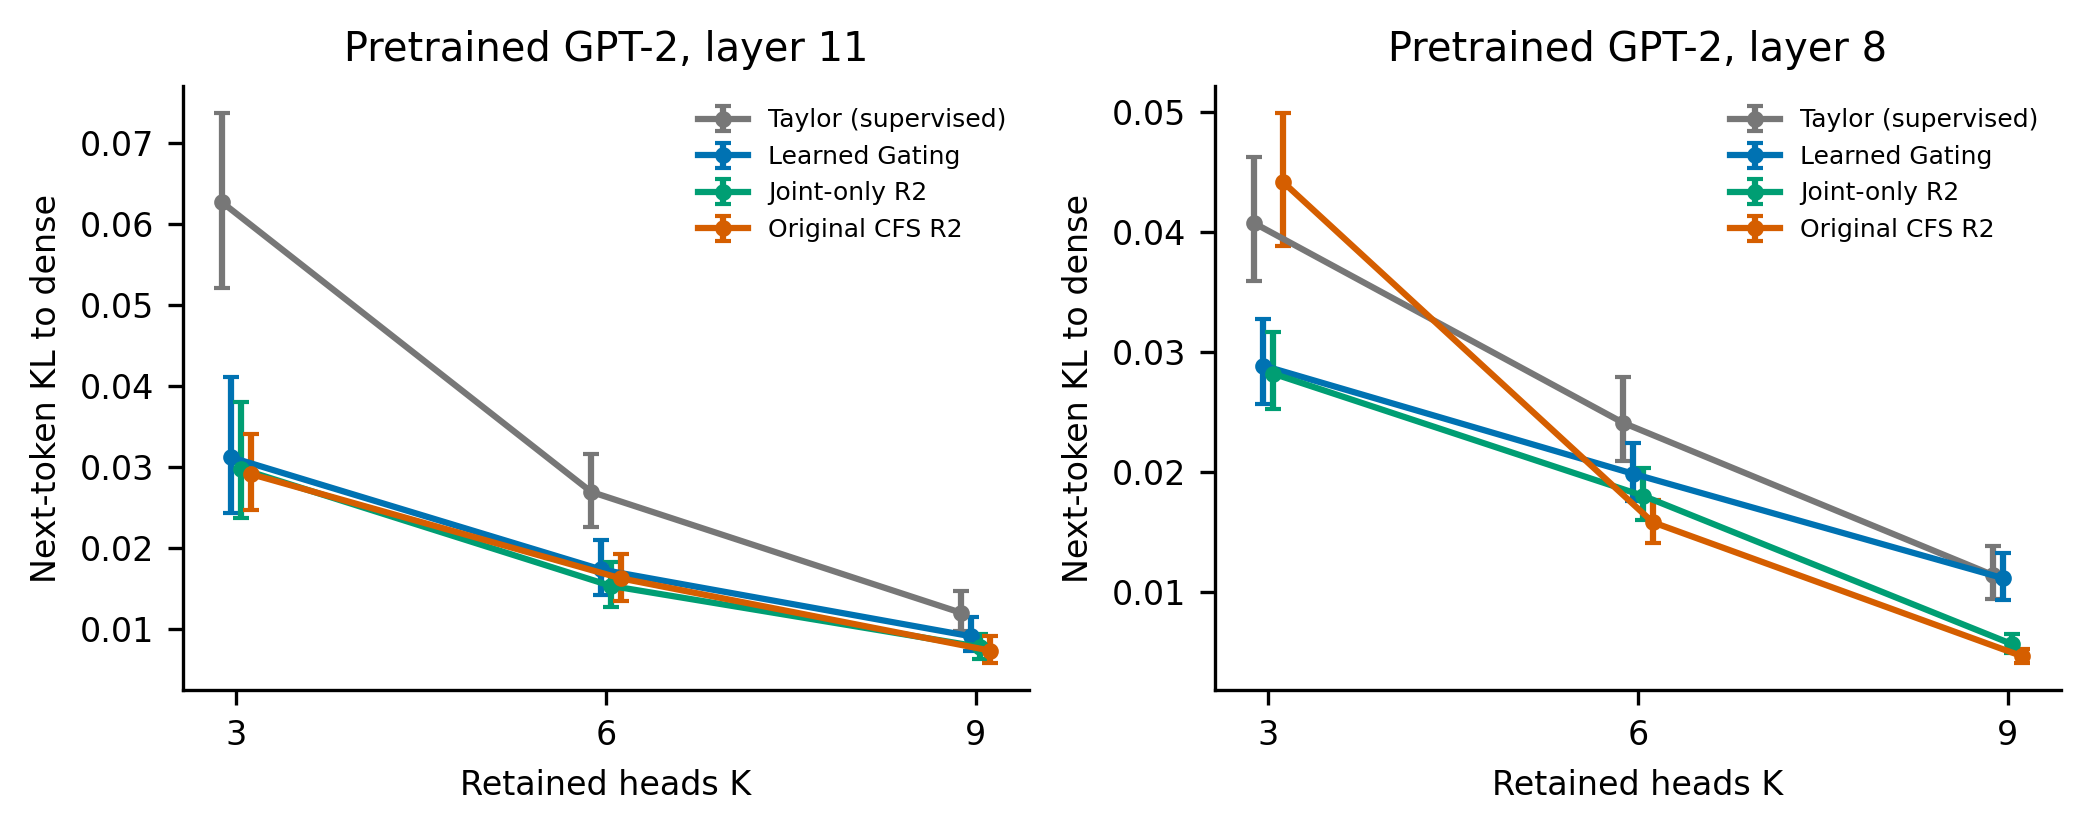 Pretrained GPT-2, layer 11
Next-token KL to dense
0.07
0.06
0.05
0.04
0.03
0.02
0.01
Taylor (supervised)
Learned Gating
Joint-only R2
Original CFS R2
3
6
9
Retained heads K
Pretrained GPT-2, layer 8
Next-token KL to dense
0.05
0.04
0.03
0.02
0.01
Taylor (supervised)
Learned Gating
Joint-only R2
Original CFS R2
3
6
9
Retained heads K